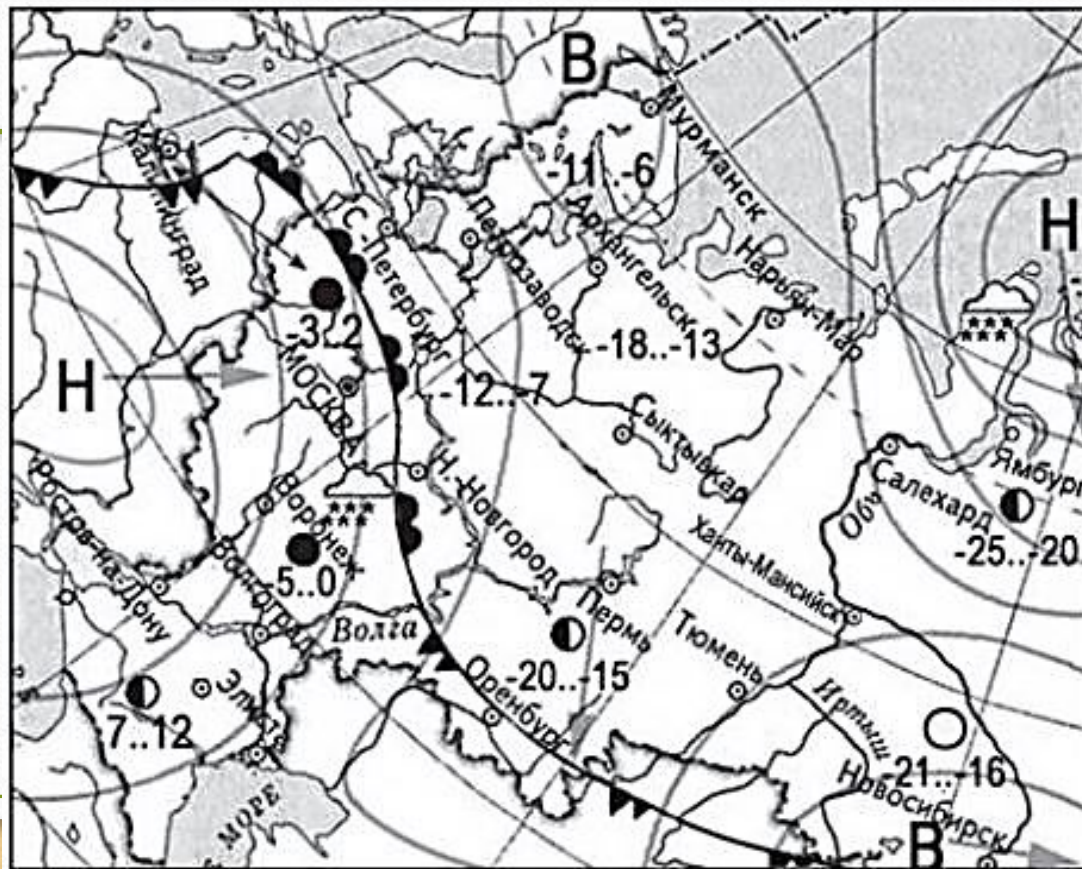 В
Мурманск
Н
Калининград
-11..-6
Архангельск
Нарьян-Мар
Петрозаводск
С.-Петербург
-3..2
-18..-13
МОСКВА
Н
-12..-7
Сыктывкар
Ямбург
Салехард
Обь
-25..-20
Н.-Новгород
Воронеж
5..0
Ростов-на-Дону
Волгоград
Волга
Ханты-Мансийск
Пермь
Тюмень
-20..-15
Оренбург
Элиста
7..12
Иртыш
-21..-16
Новосибирск
МОРЕ
В